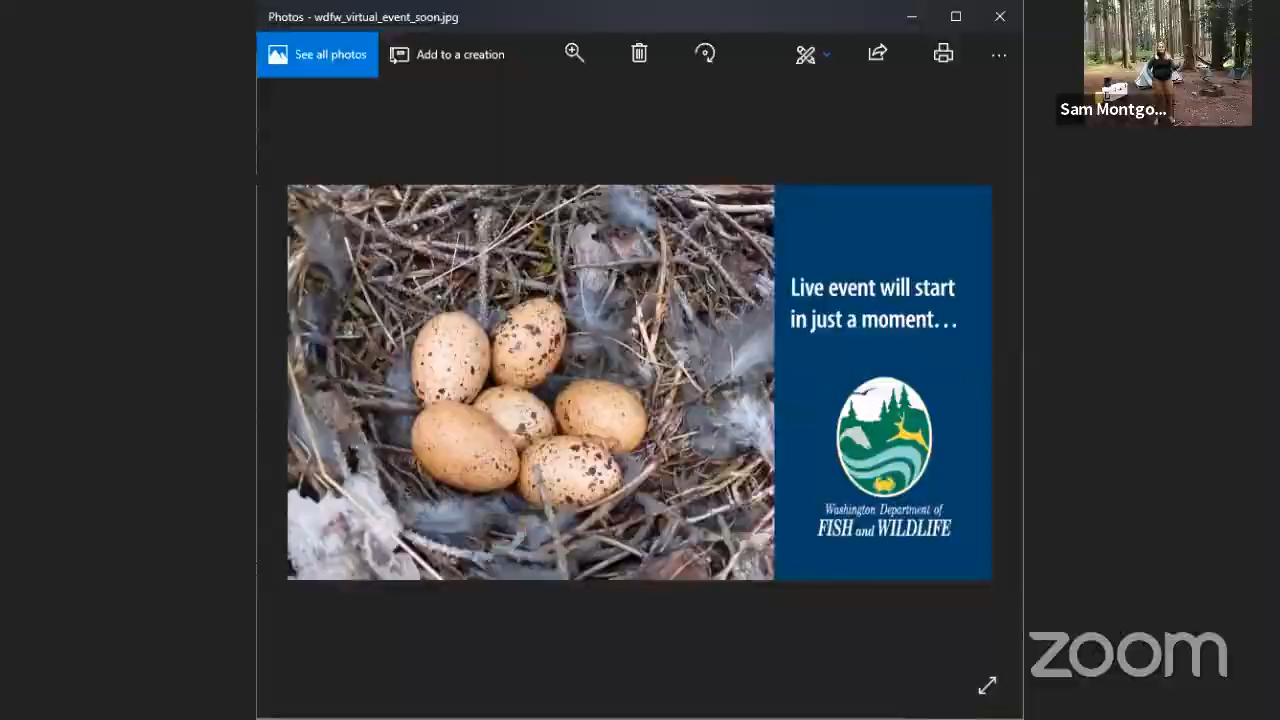 Photos - wdfw_virtual_event_soon.jpg
See all photos
Add to a creation
Sam Montgo...
Live event will start
in just a moment...
Washington Department of
FISH and WILDLIFE
zoom